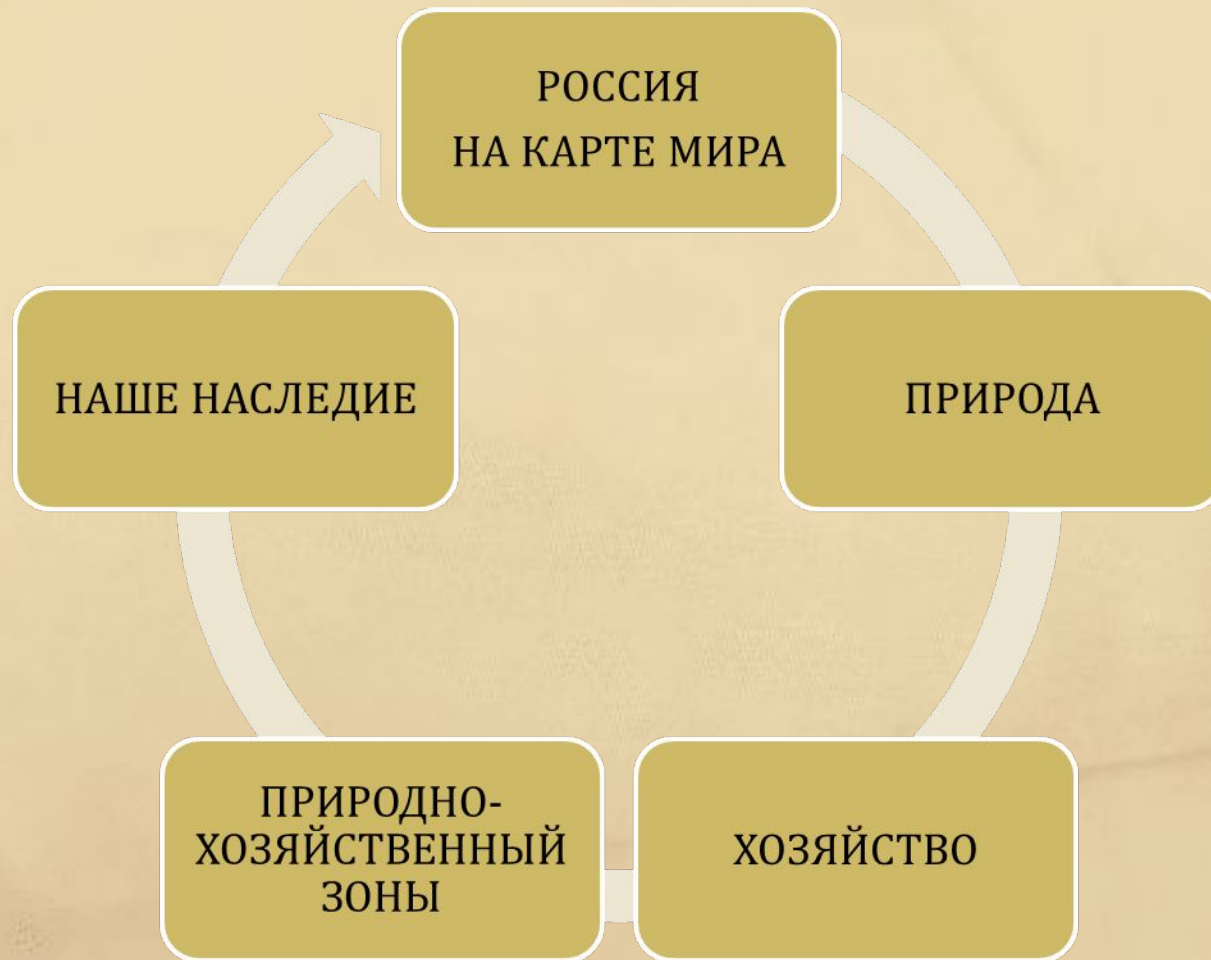 РОССИЯ
НА КАРТЕ МИРА
ПРИРОДА
ХОЗЯЙСТВО
ПРИРОДНО-
ХОЗЯЙСТВЕННЫЙ
ЗОНЫ
НАШЕ НАСЛЕДИЕ